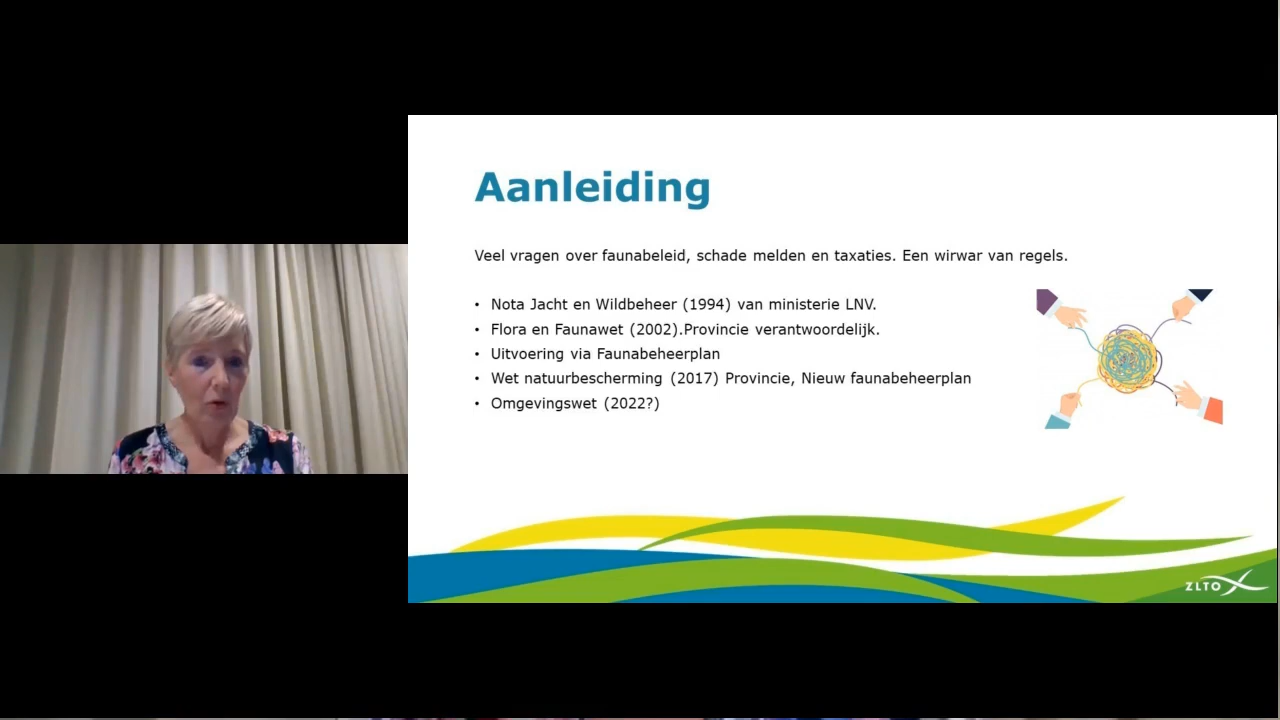 Aanleiding
Veel vragen over faunabeleid, schade melden en taxaties. Een wirwar van regels.
• Nota Jacht en Wildbeheer (1994) van ministerie LNV.
• Flora en Faunawet (2002).Provincie verantwoordelijk.
• Uitvoering via Faunabeheerplan
• Wet natuurbescherming (2017) Provincie, Nieuw faunabeheerplan
• Omgevingswet (2022?)
ZLTO